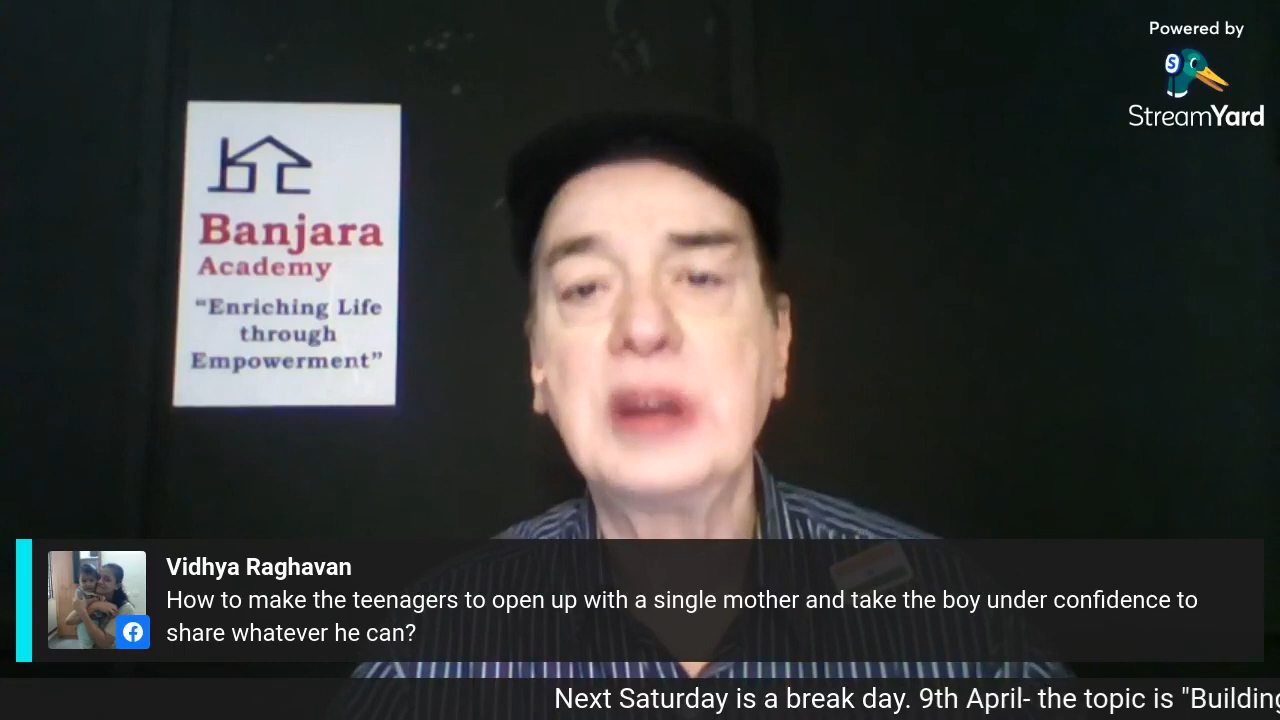 Powered by
S
StreamYard
Banjara
Academy
“Enriching Life
through
Empowerment”
Vidhya Raghavan
How to make the teenagers to open up with a single mother and take the boy under confidence to
share whatever he can?
Next Saturday is a break day. 9th April- the topic is "Building